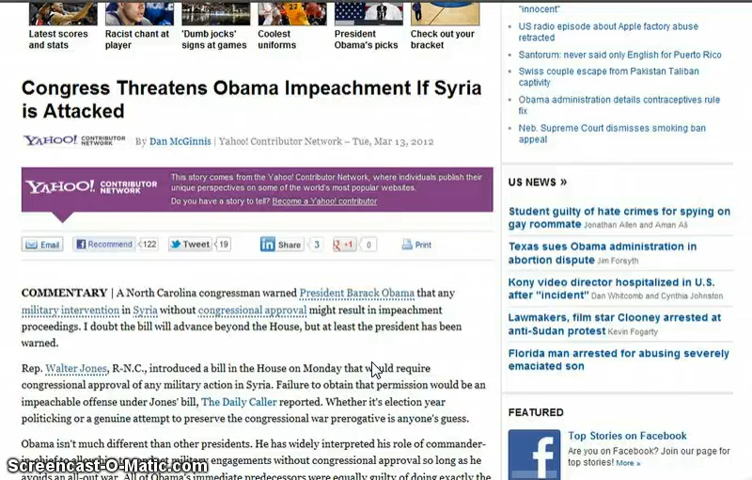 Latest scores and stats
Racist chant at player
'Dumb jocks' signs at games
Coolest uniforms
President Obama's picks
Check out your bracket
Congress Threatens Obama Impeachment If Syria
is Attacked
YAHOO! CONTRIBUTOR NETWORK By Dan McGinnis | Yahoo! Contributor Network – Tue, Mar 13, 2012
YAHOO! CONTRIBUTOR NETWORK
This story comes from the Yahoo! Contributor Network, where individuals publish their
unique perspectives on some of the world's most popular websites.
Do you have a story to tell? Become a Yahoo! contributor
Email Recommend 122 Tweet 19 Share 3 +1 0 Print
COMMENTARY | A North Carolina congressman warned President Barack Obama that any
military intervention in Syria without congressional approval might result in impeachment
proceedings. I doubt the bill will advance beyond the House, but at least the president has been
warned.
Rep. Walter Jones, R-N.C., introduced a bill in the House on Monday that would require
congressional approval of any military action in Syria. Failure to obtain that permission would be an
impeachable offense under Jones' bill, The Daily Caller reported. Whether it's election year
politicking or a genuine attempt to preserve the congressional war prerogative is anyone's guess.
Obama isn't much different than other presidents. He has widely interpreted his role of commander-
engagements without congressional approval so long as he
Screencast-O-Matic.com
avoids an all-out war. All of Obama's immediate predecessors were equally guilty of doing exactly the
"innocent"
US radio episode about Apple factory abuse
retracted
Santorum: never said only English for Puerto Rico
Swiss couple escape from Pakistan Taliban
captivity
Obama administration details contraceptives rule
fix
Neb. Supreme Court dismisses smoking ban
appeal
US NEWS »
Student guilty of hate crimes for spying on
gay roommate Jonathan Allen and Aman Ali
Texas sues Obama administration in
abortion dispute Jim Forsyth
Kony video director hospitalized in U.S.
after "incident" Dan Whitcomb and Cynthia Johnston
Lawmakers, film star Clooney arrested at
anti-Sudan protest Kevin Fogarty
Florida man arrested for abusing severely
emaciated son
FEATURED
Top Stories on Facebook
Are you on Facebook? Join our page for
top stories! More »